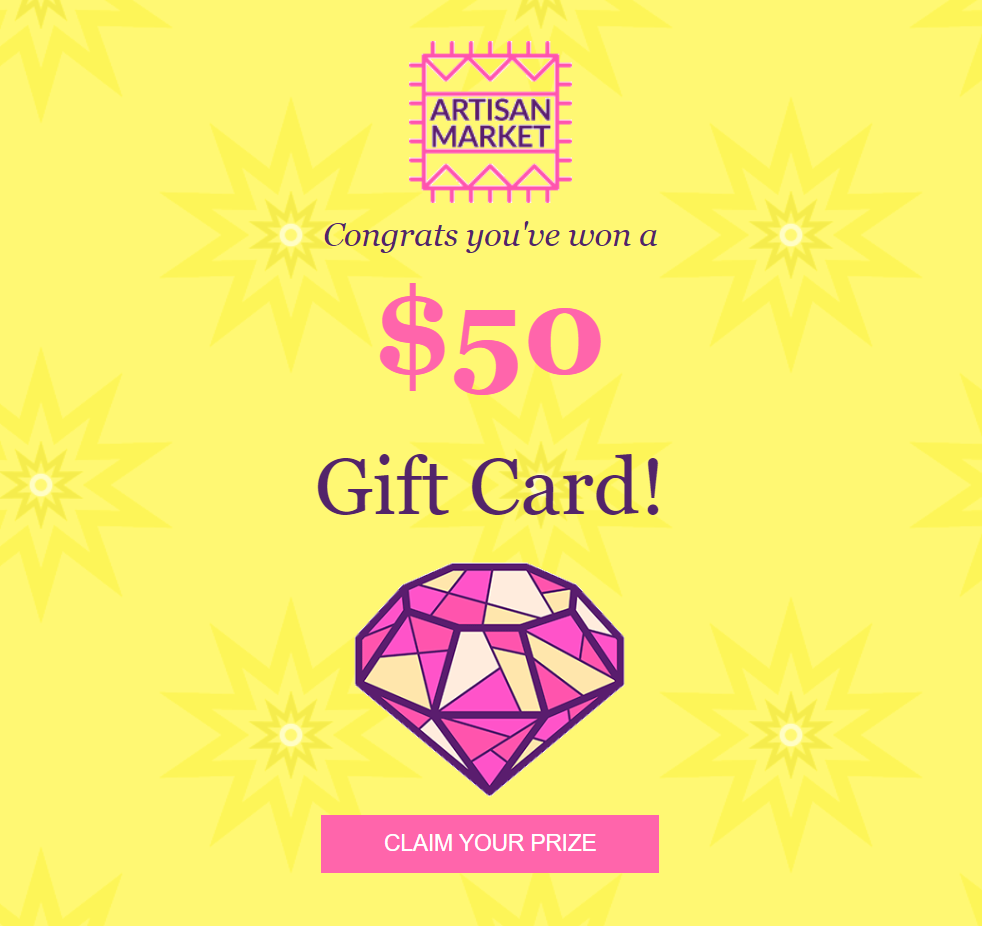 ARTISAN
MARKET
Congrats you've won a
$50
Gift Card!
CLAIM YOUR PRIZE